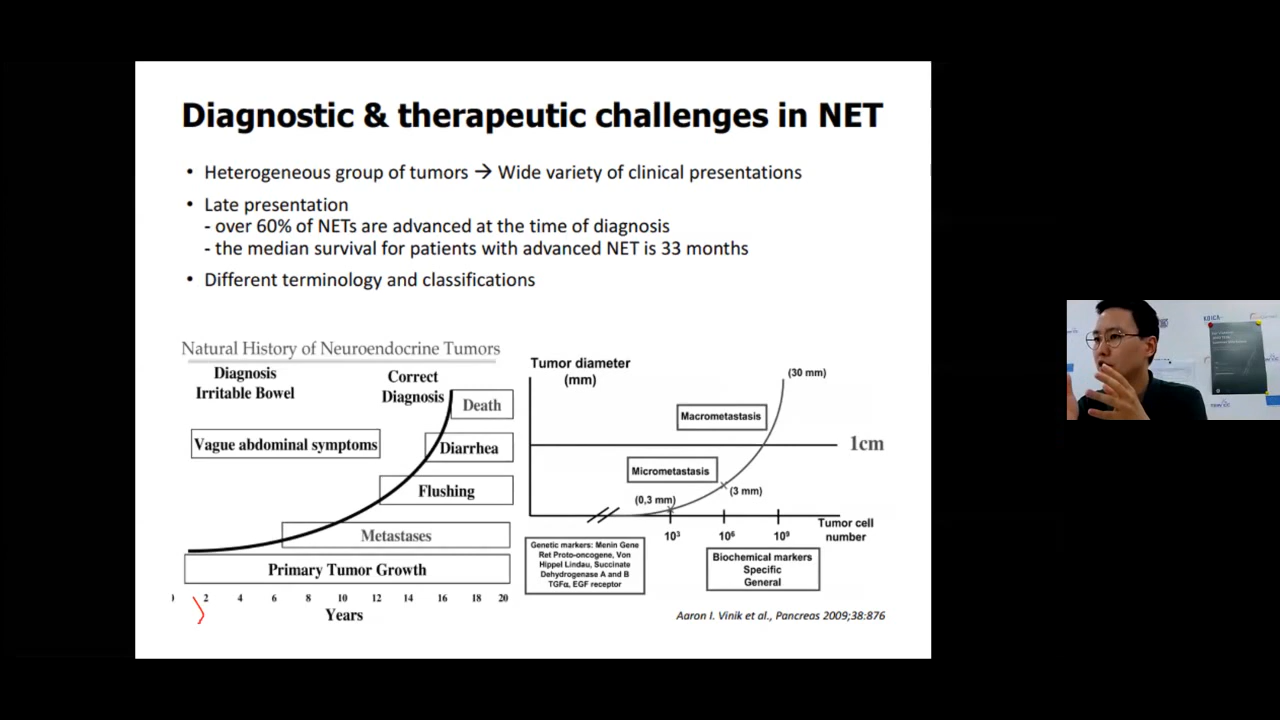 Diagnostic & therapeutic challenges in NET
• Heterogeneous group of tumors → Wide variety of clinical presentations
• Late presentation
- over 60% of NETs are advanced at the time of diagnosis
- the median survival for patients with advanced NET is 33 months
• Different terminology and classifications
Natural History of Neuroendocrine Tumors
Diagnosis
Irritable Bowel
Correct
Diagnosis
Death
Vague abdominal symptoms
Diarrhea
Flushing
Metastases
Primary Tumor Growth
2 4 6 8 10 12 14 16 18 20
Years
Tumor diameter
(mm)
(30 mm)
Macrometastasis
1cm
Micrometastasis
(0,3 mm)
(3 mm)
10³ 10⁶ 10⁹
Tumor cell
number
Genetic markers: Menin Gene
Ret Proto-oncogene, Von
Hippel Lindau, Succinate
Dehydrogenase A and B
TGFα, EGF receptor
Biochemical markers
Specific
General
Aaron I. Vinik et al., Pancreas 2009;38:876
KOICA